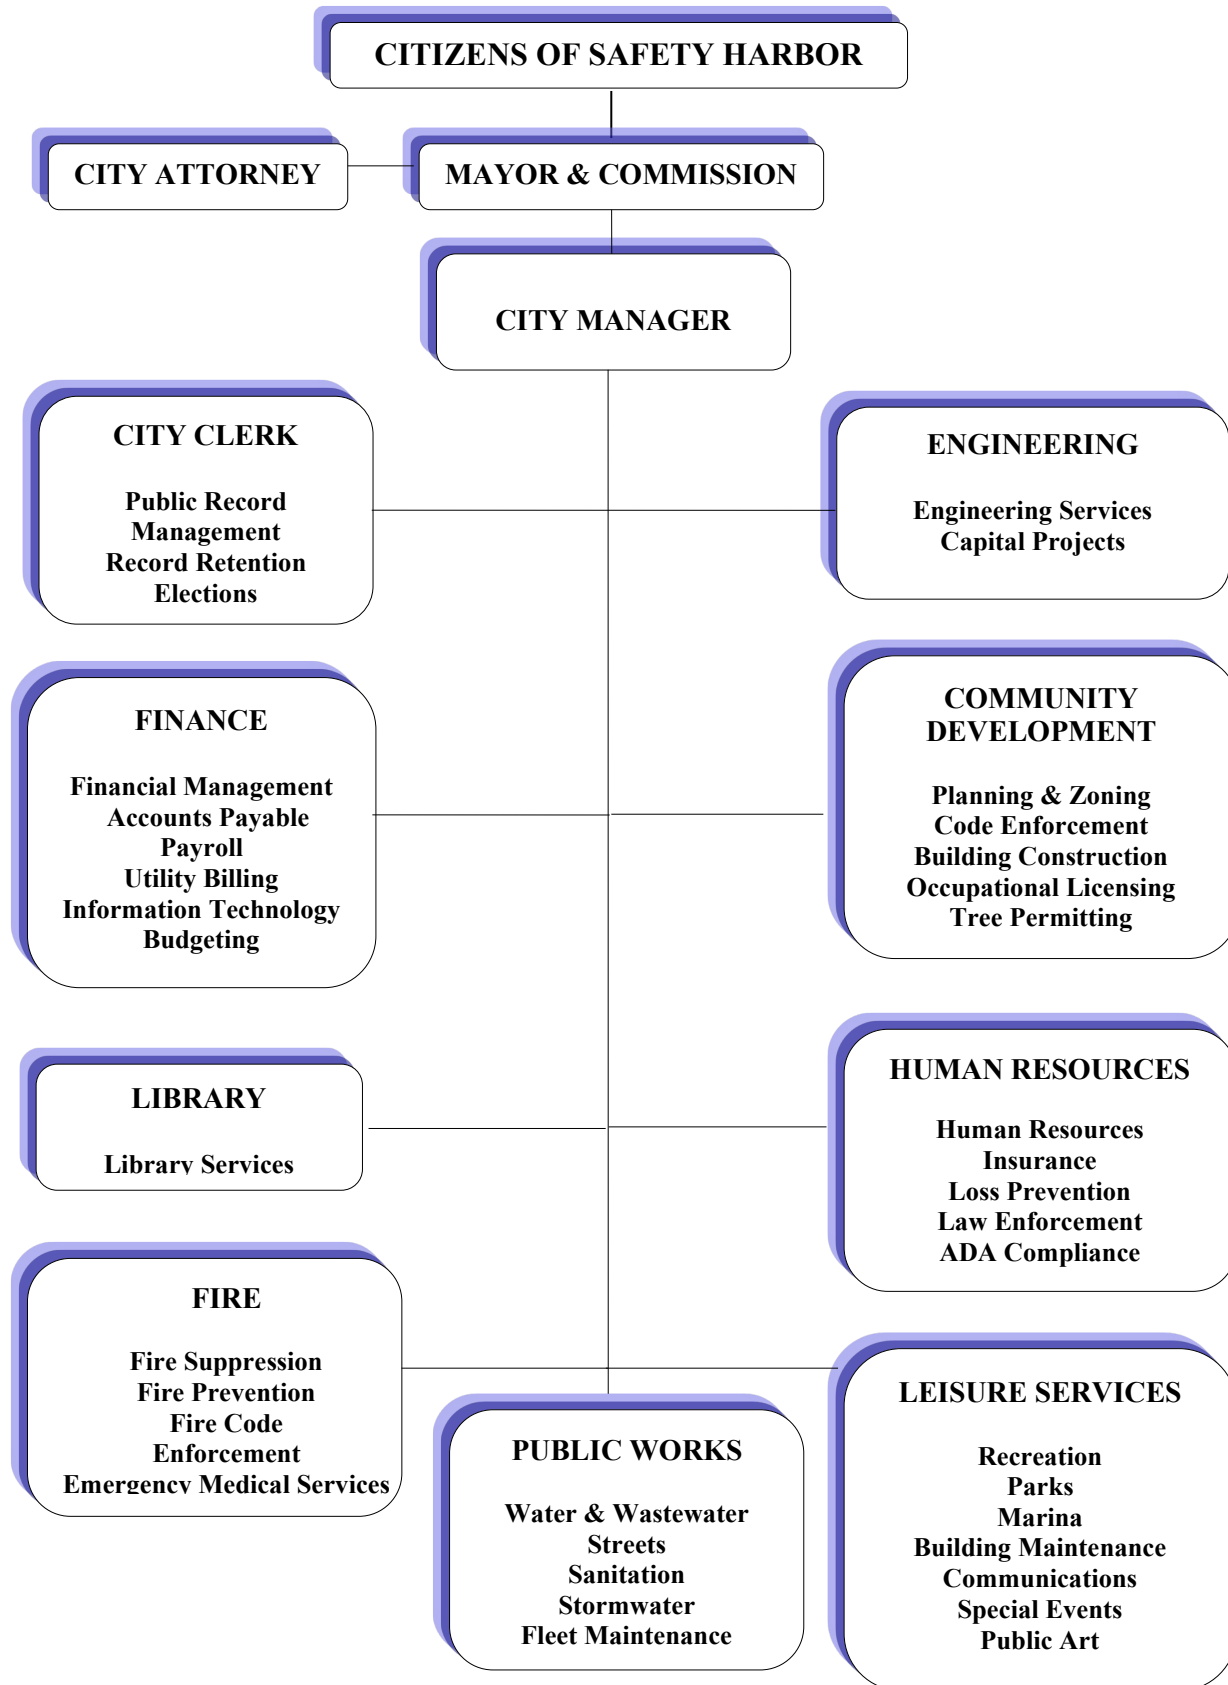 CITIZENS OF SAFETY HARBOR
CITY ATTORNEY
MAYOR & COMMISSION
CITY MANAGER
CITY CLERK
Public Record
Management
Record Retention
Elections
ENGINEERING
Engineering Services
Capital Projects
FINANCE
Financial Management
Accounts Payable
Payroll
Utility Billing
Information Technology
Budgeting
COMMUNITY
DEVELOPMENT
Planning & Zoning
Code Enforcement
Building Construction
Occupational Licensing
Tree Permitting
LIBRARY
Library Services
HUMAN RESOURCES
Human Resources
Insurance
Loss Prevention
Law Enforcement
ADA Compliance
FIRE
Fire Suppression
Fire Prevention
Fire Code
Enforcement
Emergency Medical Services
PUBLIC WORKS
Water & Wastewater
Streets
Sanitation
Stormwater
Fleet Maintenance
LEISURE SERVICES
Recreation
Parks
Marina
Building Maintenance
Communications
Special Events
Public Art